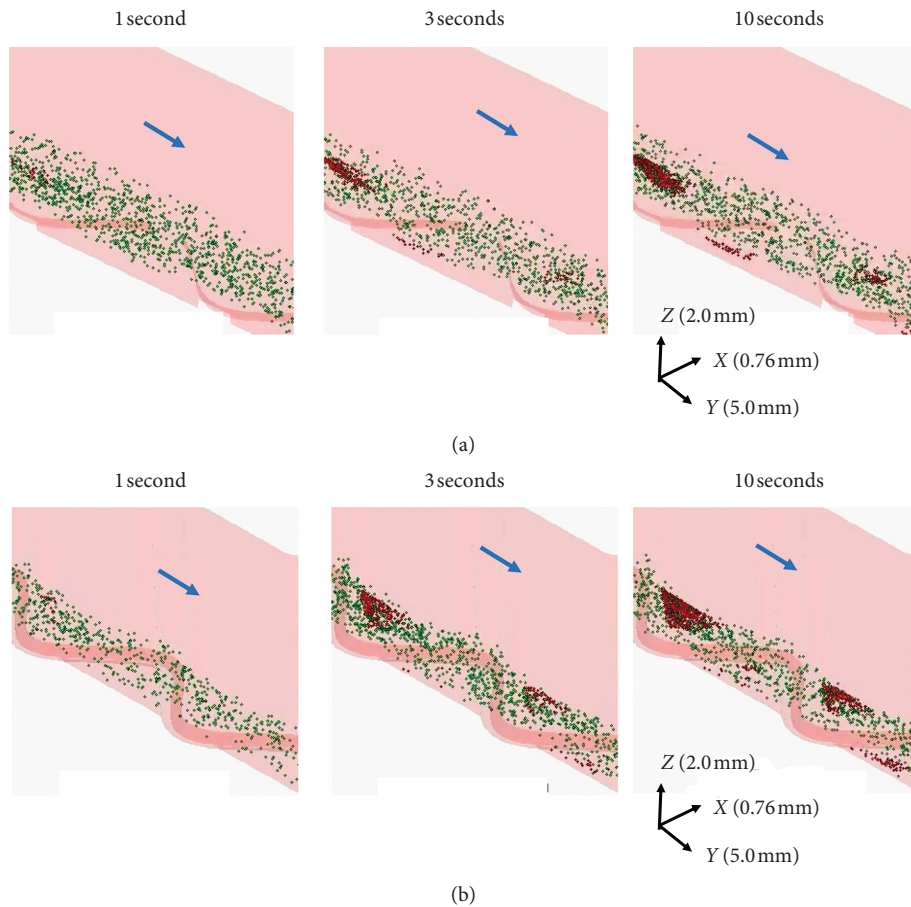 1 second 3 seconds 10 seconds
Z (2.0 mm)
X (0.76 mm)
Y (5.0 mm)
(a)
1 second 3 seconds 10 seconds
Z (2.0 mm)
X (0.76 mm)
Y (5.0 mm)
(b)